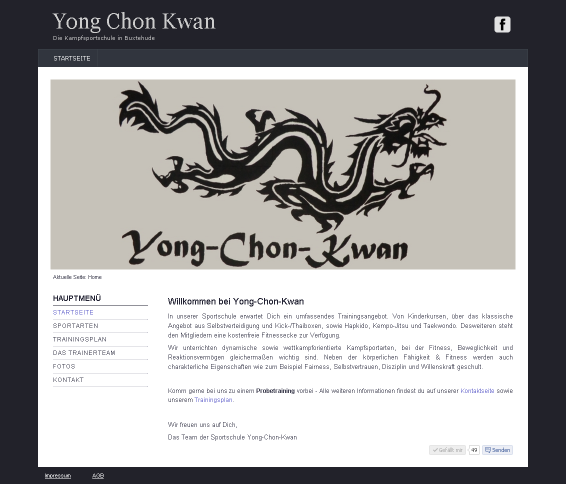 Yong Chon Kwan
Die Kampfsportschule in Buxtehude
STARTSEITE
Yong-Chon-Kwan
Aktuelle Seite: Home
HAUPTMENÜ
STARTSEITE
SPORTARTEN
TRAININGSPLAN
DAS TRAINERTEAM
FOTOS
KONTAKT
Willkommen bei Yong-Chon-Kwan
In unserer Sportschule erwartet Dich ein umfassendes Trainingsangebot. Von Kinderkursen, über das klassische
Angebot aus Selbstverteidigung und Kick-/Thaiboxen, sowie Hapkido, Kempo-Jitsu und Taekwondo. Desweiteren steht
den Mitgliedern eine kostenfreie Fitnessecke zur Verfügung.
Wir unterrichten dynamische sowie wettkampforientierte Kampfsportarten, bei der Fitness, Beweglichkeit und
Reaktionsvermögen gleichermaßen wichtig sind. Neben der körperlichen Fähigkeit & Fitness werden auch
charakterliche Eigenschaften wie zum Beispiel Fairness, Selbstvertrauen, Disziplin und Willenskraft geschult.
Komm gerne bei uns zu einem Probetraining vorbei - Alle weiteren Informationen findest du auf unserer Kontaktseite sowie
unserem Trainingsplan.
Wir freuen uns auf Dich,
Das Team der Sportschule Yong-Chon-Kwan
Gefällt mir 49 Senden
Impressum AGB